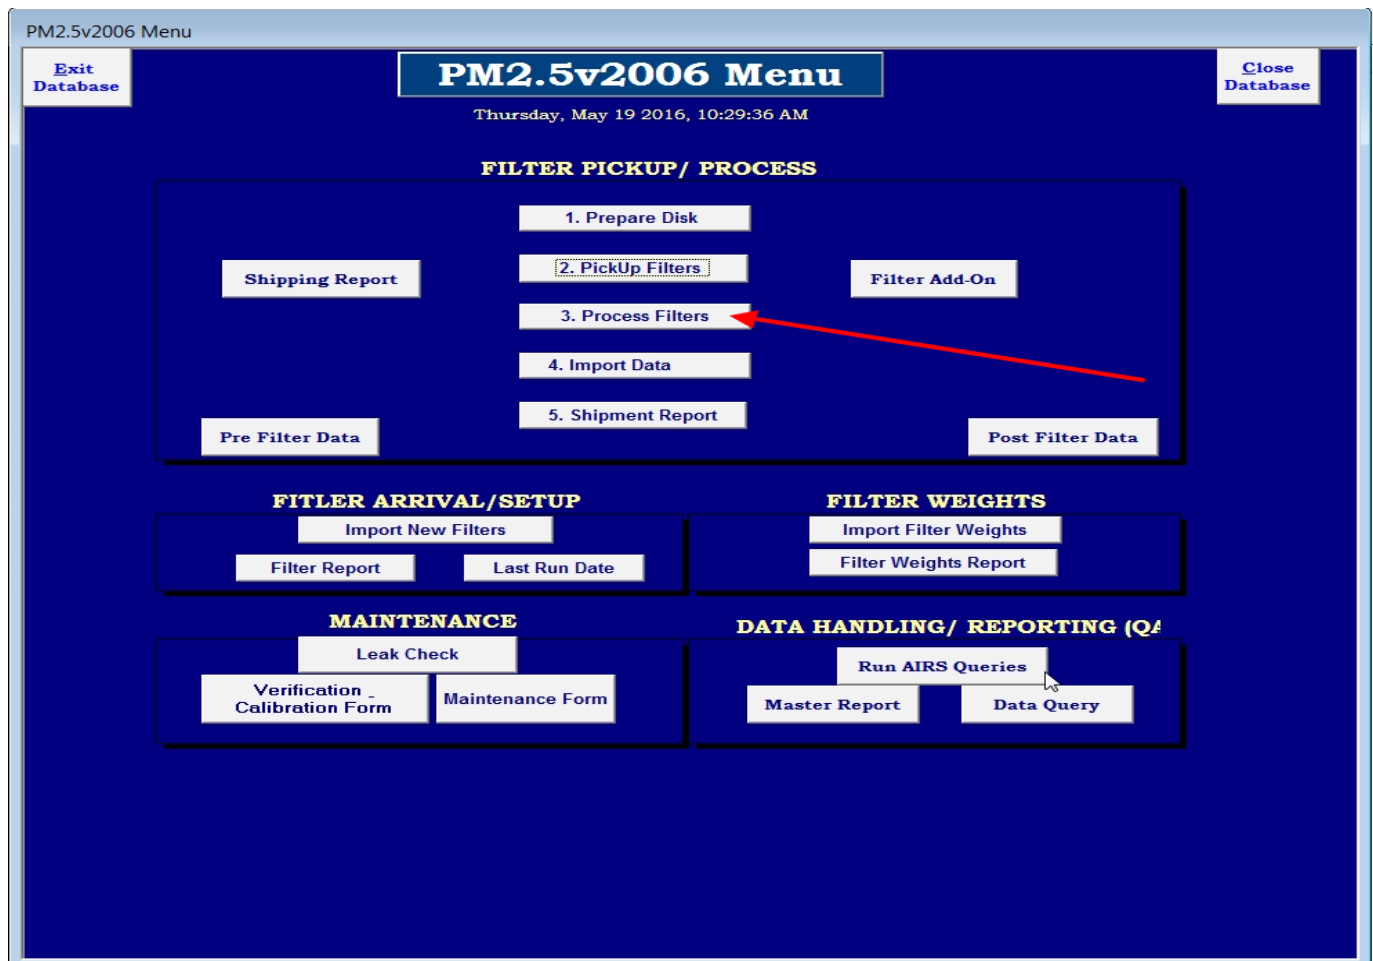 PM2.5v2006 Menu
Exit
Database
PM2.5v2006 Menu
Close
Database
Thursday, May 19 2016, 10:29:36 AM
FILTER PICKUP/ PROCESS
1. Prepare Disk
2. PickUp Filters
Shipping Report
Filter Add-On
3. Process Filters
4. Import Data
5. Shipment Report
Pre Filter Data
Post Filter Data
FITLER ARRIVAL/SETUP
Import New Filters
Filter Report
Last Run Date
FILTER WEIGHTS
Import Filter Weights
Filter Weights Report
MAINTENANCE
Leak Check
Verification -
Calibration Form
Maintenance Form
DATA HANDLING/ REPORTING (QA
Run AIRS Queries
Master Report
Data Query